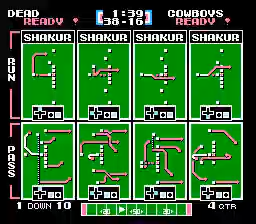 DEAD 1:39 COWBOYS
READY 38-16 READY
SHAKUR SHAKUR SHAKUR SHAKUR
RUN
PASS
1 DOWN 10 4 QTR